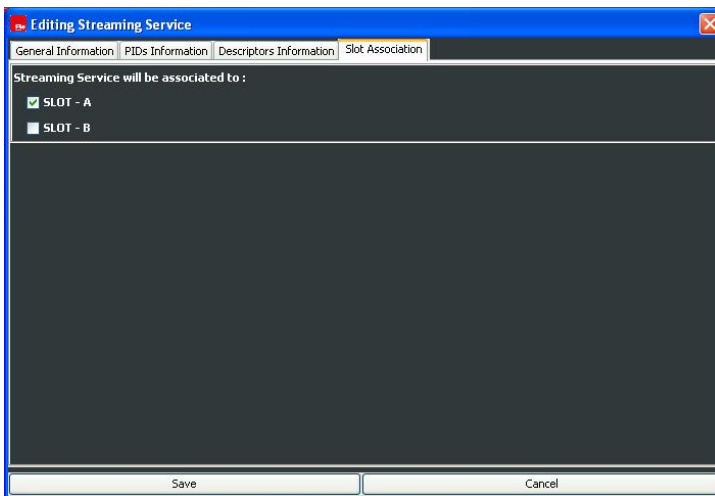 Editing Streaming Service
General Information PIDs Information Descriptors Information Slot Association
Streaming Service will be associated to :
SLOT - A
SLOT - B
Save Cancel